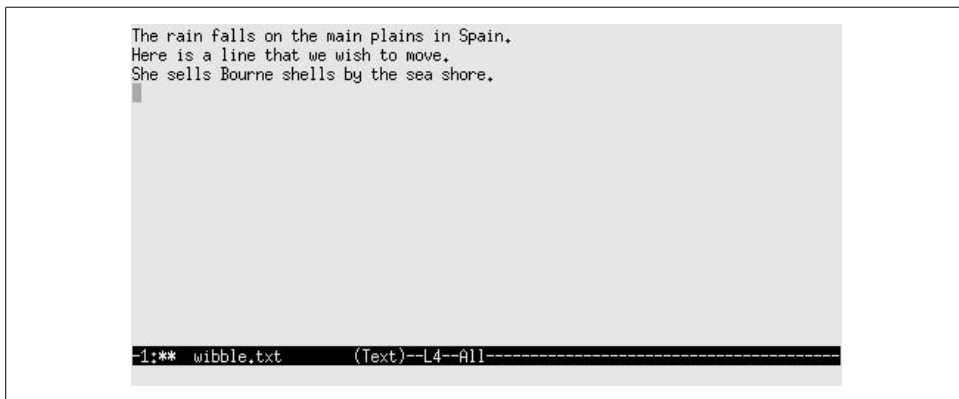 The rain falls on the main plains in Spain.
Here is a line that we wish to move.
She sells Bourne shells by the sea shore.
-1:** wibble.txt (Text)--L4--All----------------------------------------